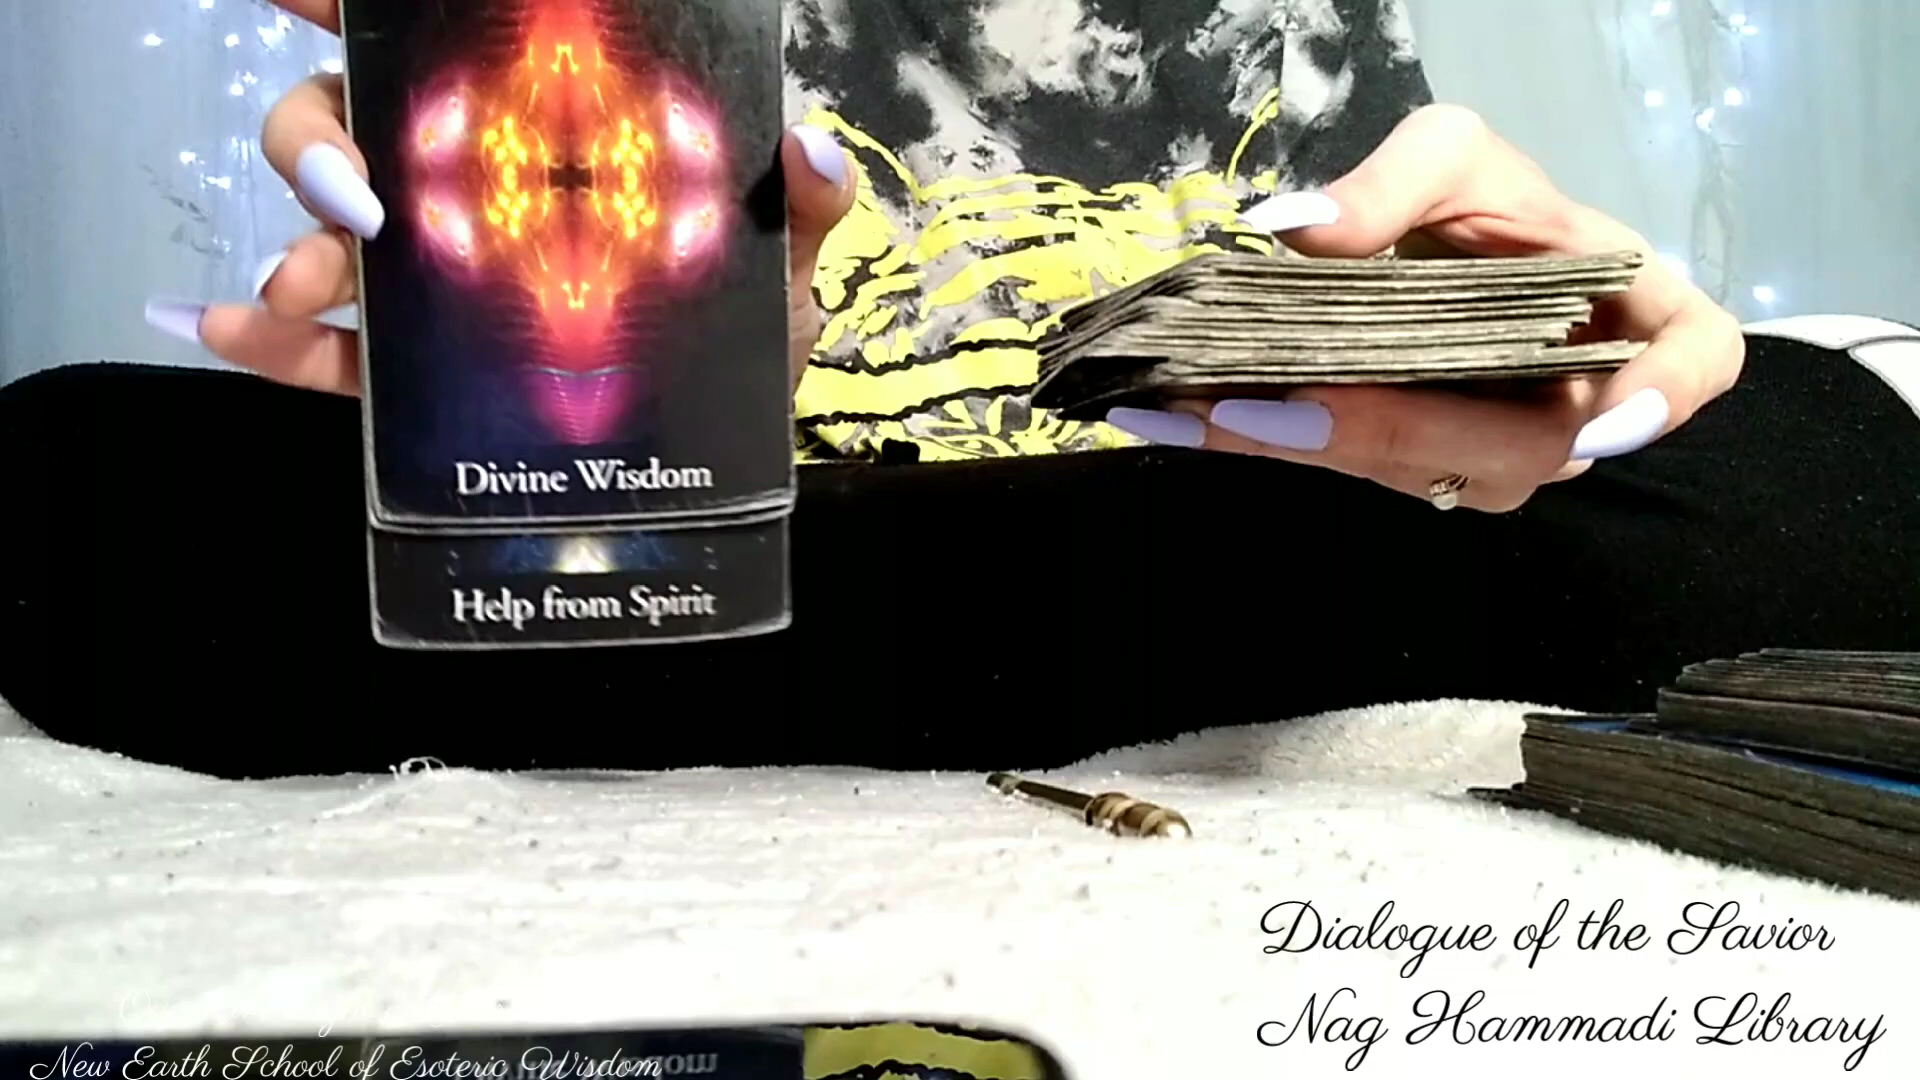 Divine Wisdom
Help from Spirit
Dialogue of the Savior
Nag Hammadi Library
New Earth School of Esoteric Wisdom